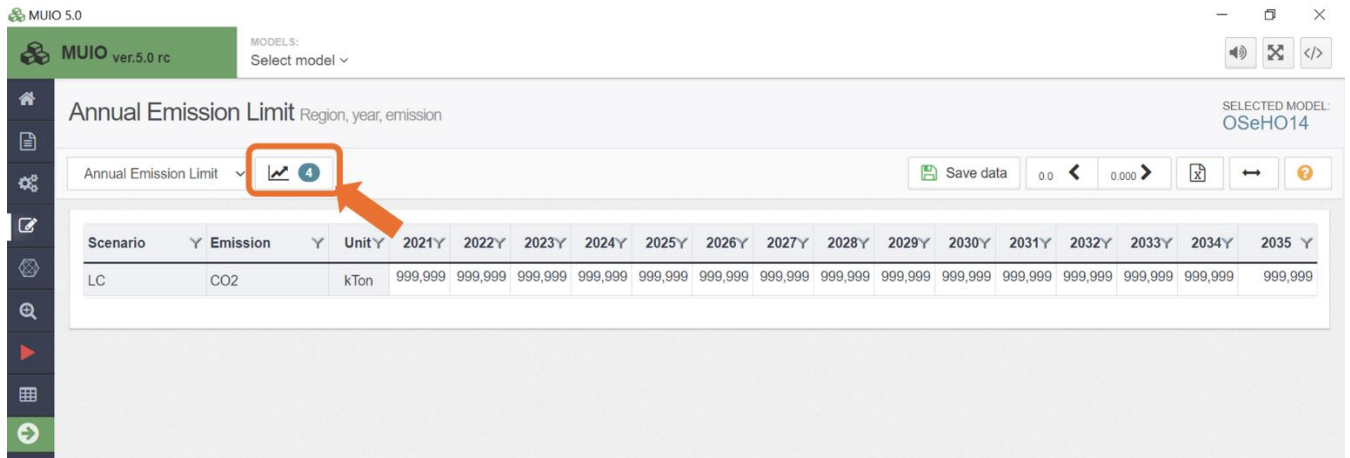 MUIO 5.0
MUIO ver.5.0 rc
MODELS:
Select model
Annual Emission Limit Region, year, emission
SELECTED MODEL:
OSeHO14
Annual Emission Limit
4
Save data
0.0
0.000
Scenario Emission Unit 2021 2022 2023 2024 2025 2026 2027 2028 2029 2030 2031 2032 2033 2034 2035
LC CO2 kTon 999,999 999,999 999,999 999,999 999,999 999,999 999,999 999,999 999,999 999,999 999,999 999,999 999,999 999,999 999,999